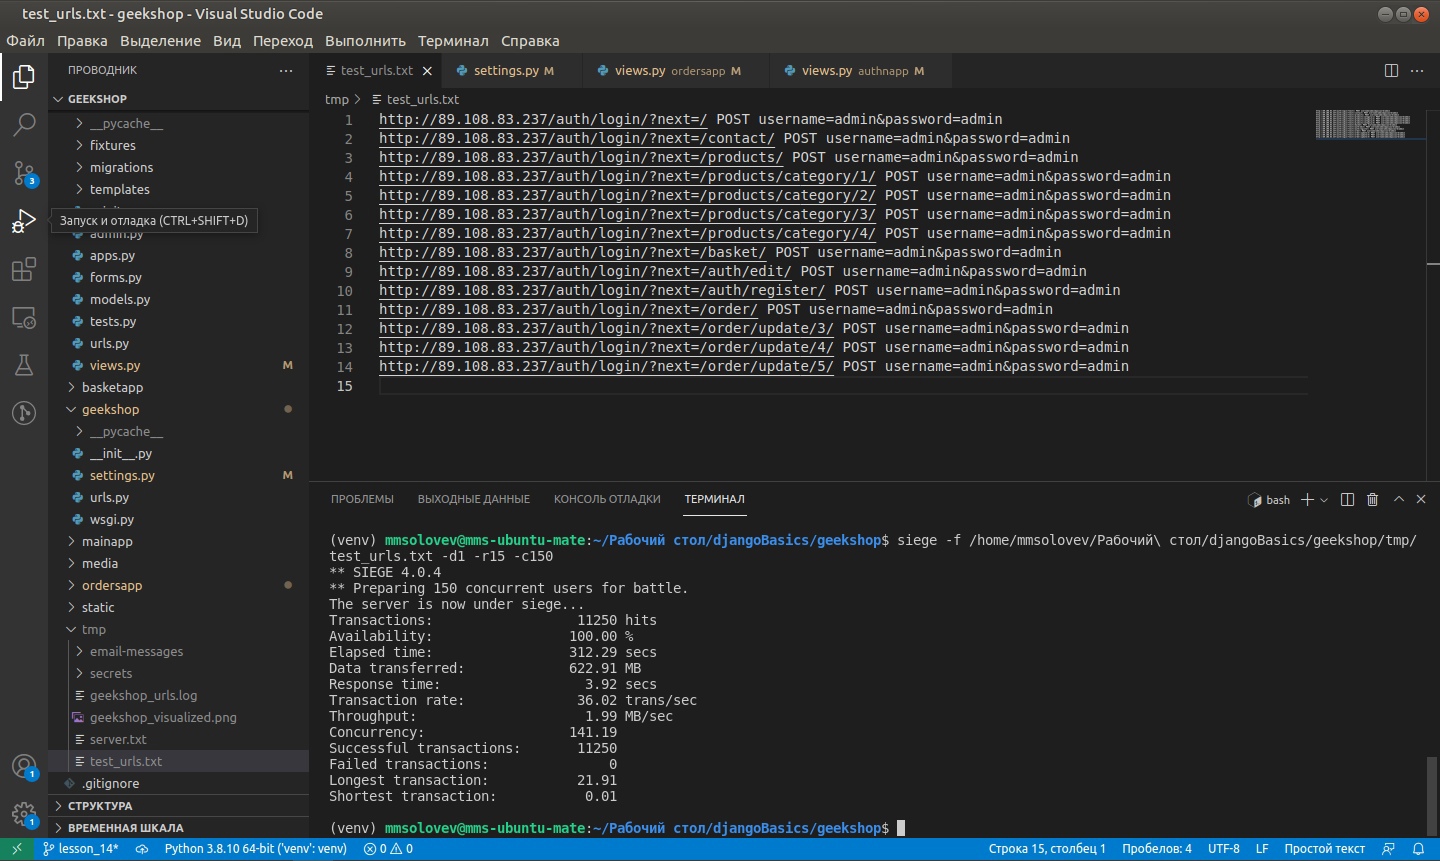 test_urls.txt - geekshop - Visual Studio Code
Файл Правка Выделение Вид Переход Выполнить Терминал Справка
ПРОВОДНИК
GEEKSHOP
__pycache__
fixtures
migrations
templates
Запуск и отладка (CTRL+SHIFT+D)
admin.py
apps.py
forms.py
models.py
tests.py
urls.py
views.py M
basketapp
geekshop
__pycache__
__init__.py
settings.py M
urls.py
wsgi.py
mainapp
media
ordersapp
static
tmp
email-messages
secrets
geekshop_urls.log
geekshop_visualized.png
server.txt
test_urls.txt
.gitignore
СТРУКТУРА
ВРЕМЕННАЯ ШКАЛА
3
1
1
test_urls.txt settings.py M views.py ordersapp M views.py authnapp M
tmp > test_urls.txt
1 http://89.108.83.237/auth/login/?next=/ POST username=admin&password=admin
2 http://89.108.83.237/auth/login/?next=/contact/ POST username=admin&password=admin
3 http://89.108.83.237/auth/login/?next=/products/ POST username=admin&password=admin
4 http://89.108.83.237/auth/login/?next=/products/category/1/ POST username=admin&password=admin
5 http://89.108.83.237/auth/login/?next=/products/category/2/ POST username=admin&password=admin
6 http://89.108.83.237/auth/login/?next=/products/category/3/ POST username=admin&password=admin
7 http://89.108.83.237/auth/login/?next=/products/category/4/ POST username=admin&password=admin
8 http://89.108.83.237/auth/login/?next=/basket/ POST username=admin&password=admin
9 http://89.108.83.237/auth/login/?next=/auth/edit/ POST username=admin&password=admin
10 http://89.108.83.237/auth/login/?next=/auth/register/ POST username=admin&password=admin
11 http://89.108.83.237/auth/login/?next=/order/ POST username=admin&password=admin
12 http://89.108.83.237/auth/login/?next=/order/update/3/ POST username=admin&password=admin
13 http://89.108.83.237/auth/login/?next=/order/update/4/ POST username=admin&password=admin
14 http://89.108.83.237/auth/login/?next=/order/update/5/ POST username=admin&password=admin
15
ПРОБЛЕМЫ ВЫХОДНЫЕ ДАННЫЕ КОНСОЛЬ ОТЛАДКИ ТЕРМИНАЛ bash
(venv) mmsolovev@mms-ubuntu-mate:~/Рабочий стол/djangoBasics/geekshop$ siege -f /home/mmsolovev/Рабочий\ стол/djangoBasics/geekshop/tmp/
test_urls.txt -d1 -r15 -c150
** SIEGE 4.0.4
** Preparing 150 concurrent users for battle.
The server is now under siege...
Transactions: 11250 hits
Availability: 100.00 %
Elapsed time: 312.29 secs
Data transferred: 622.91 MB
Response time: 3.92 secs
Transaction rate: 36.02 trans/sec
Throughput: 1.99 MB/sec
Concurrency: 141.19
Successful transactions: 11250
Failed transactions: 0
Longest transaction: 21.91
Shortest transaction: 0.01
(venv) mmsolovev@mms-ubuntu-mate:~/Рабочий стол/djangoBasics/geekshop$
lesson_14* Python 3.8.10 64-bit ('venv': venv) 0 0 Строка 15, столбец 1 Пробелов: 4 UTF-8 LF Простой текст